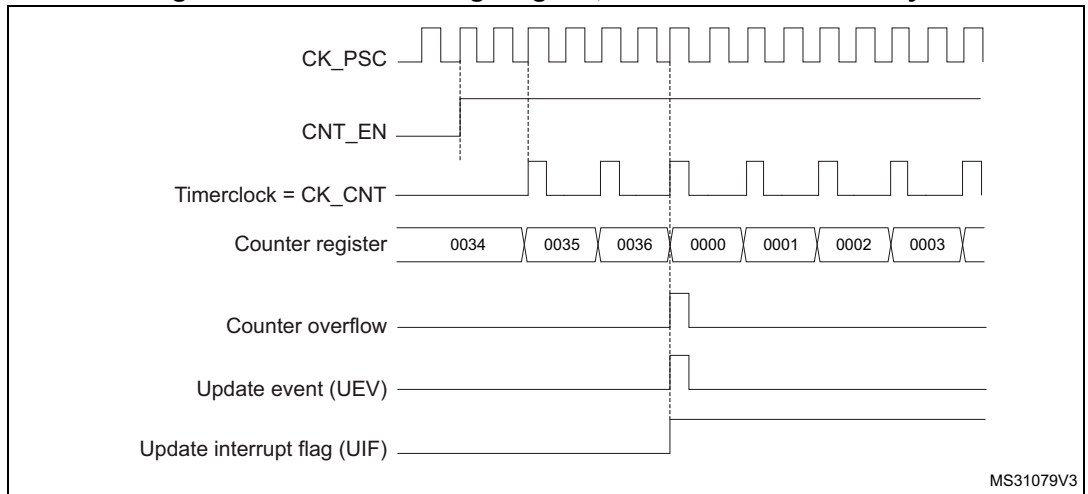 CK_PSC
CNT_EN
Timerclock = CK_CNT
Counter register 0034 0035 0036 0000 0001 0002 0003
Counter overflow
Update event (UEV)
Update interrupt flag (UIF)
MS31079V3